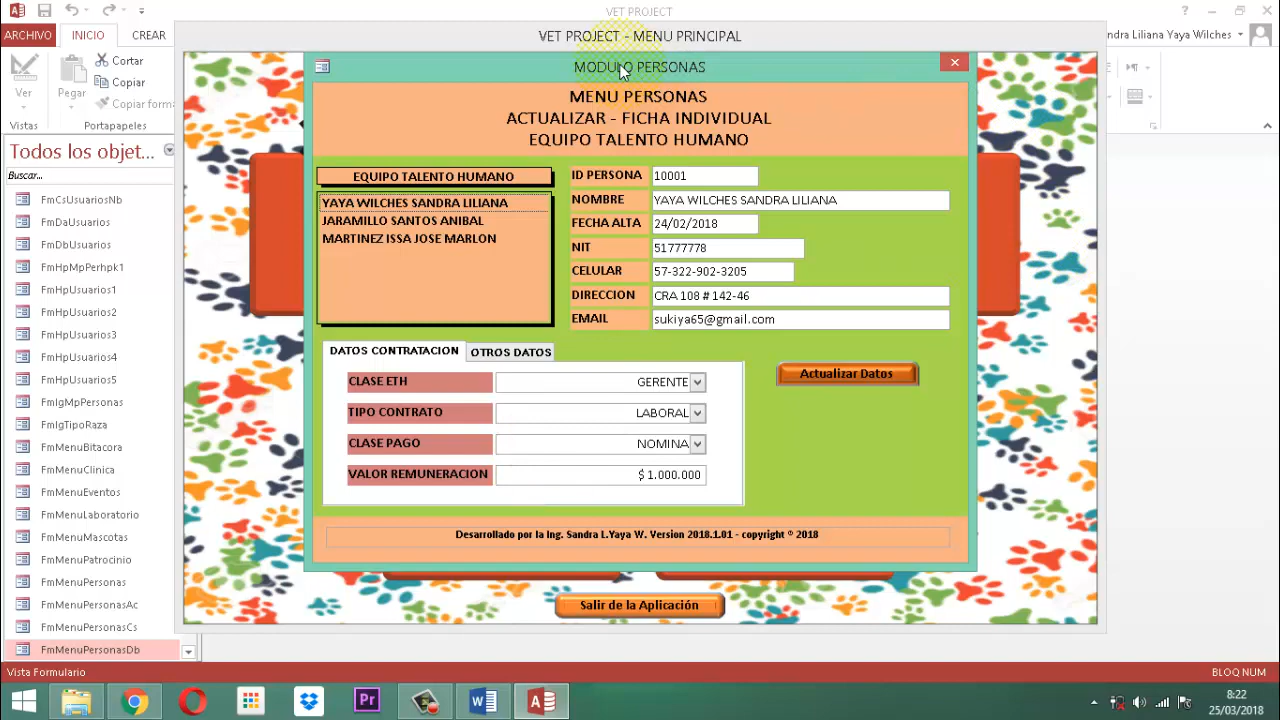 VET PROJECT
ARCHIVO
INICIO
CREAR
ndra Liliana Yaya Wilches
Ver
Pegar
Cortar
Copiar
Copiar forma
Vistas
Portapapeles
VET PROJECT - MENU PRINCIPAL
MODULO PERSONAS
Todos los objet...
Buscar...
FmCsUsuariosNb
FmDaUsuarios
FmDbUsuarios
FmHpMpPerhpk1
FmHpUsuarios1
FmHpUsuarios2
FmHpUsuarios3
FmHpUsuarios4
FmHpUsuarios5
FmIgMpPersonas
FmIgTipoRaza
FmMenuBitacora
FmMenuClinica
FmMenuEventos
FmMenuLaboratorio
FmMenuMascotas
FmMenuPatrocinio
FmMenuPersonas
FmMenuPersonasAc
FmMenuPersonasCs
FmMenuPersonasDb
MENU PERSONAS
ACTUALIZAR - FICHA INDIVIDUAL
EQUIPO TALENTO HUMANO
EQUIPO TALENTO HUMANO
YAYA WILCHES SANDRA LILIANA
JARAMILLO SANTOS ANIBAL
MARTINEZ ISSA JOSE MARLON
ID PERSONA 10001
NOMBRE YAYA WILCHES SANDRA LILIANA
FECHA ALTA 24/02/2018
NIT 51777778
CELULAR 57-322-902-3205
DIRECCION CRA 108 # 142-46
EMAIL sukiya65@gmail.com
DATOS CONTRATACION OTROS DATOS
CLASE ETH GERENTE
TIPO CONTRATO LABORAL
CLASE PAGO NOMINA
VALOR REMUNERACION $ 1.000.000
Actualizar Datos
Desarrollado por la Ing. Sandra L.Yaya W. Version 2018.1.01 - copyright ® 2018
Salir de la Aplicación
Vista Formulario
BLOQ NUM
Pr
8:22
25/03/2018